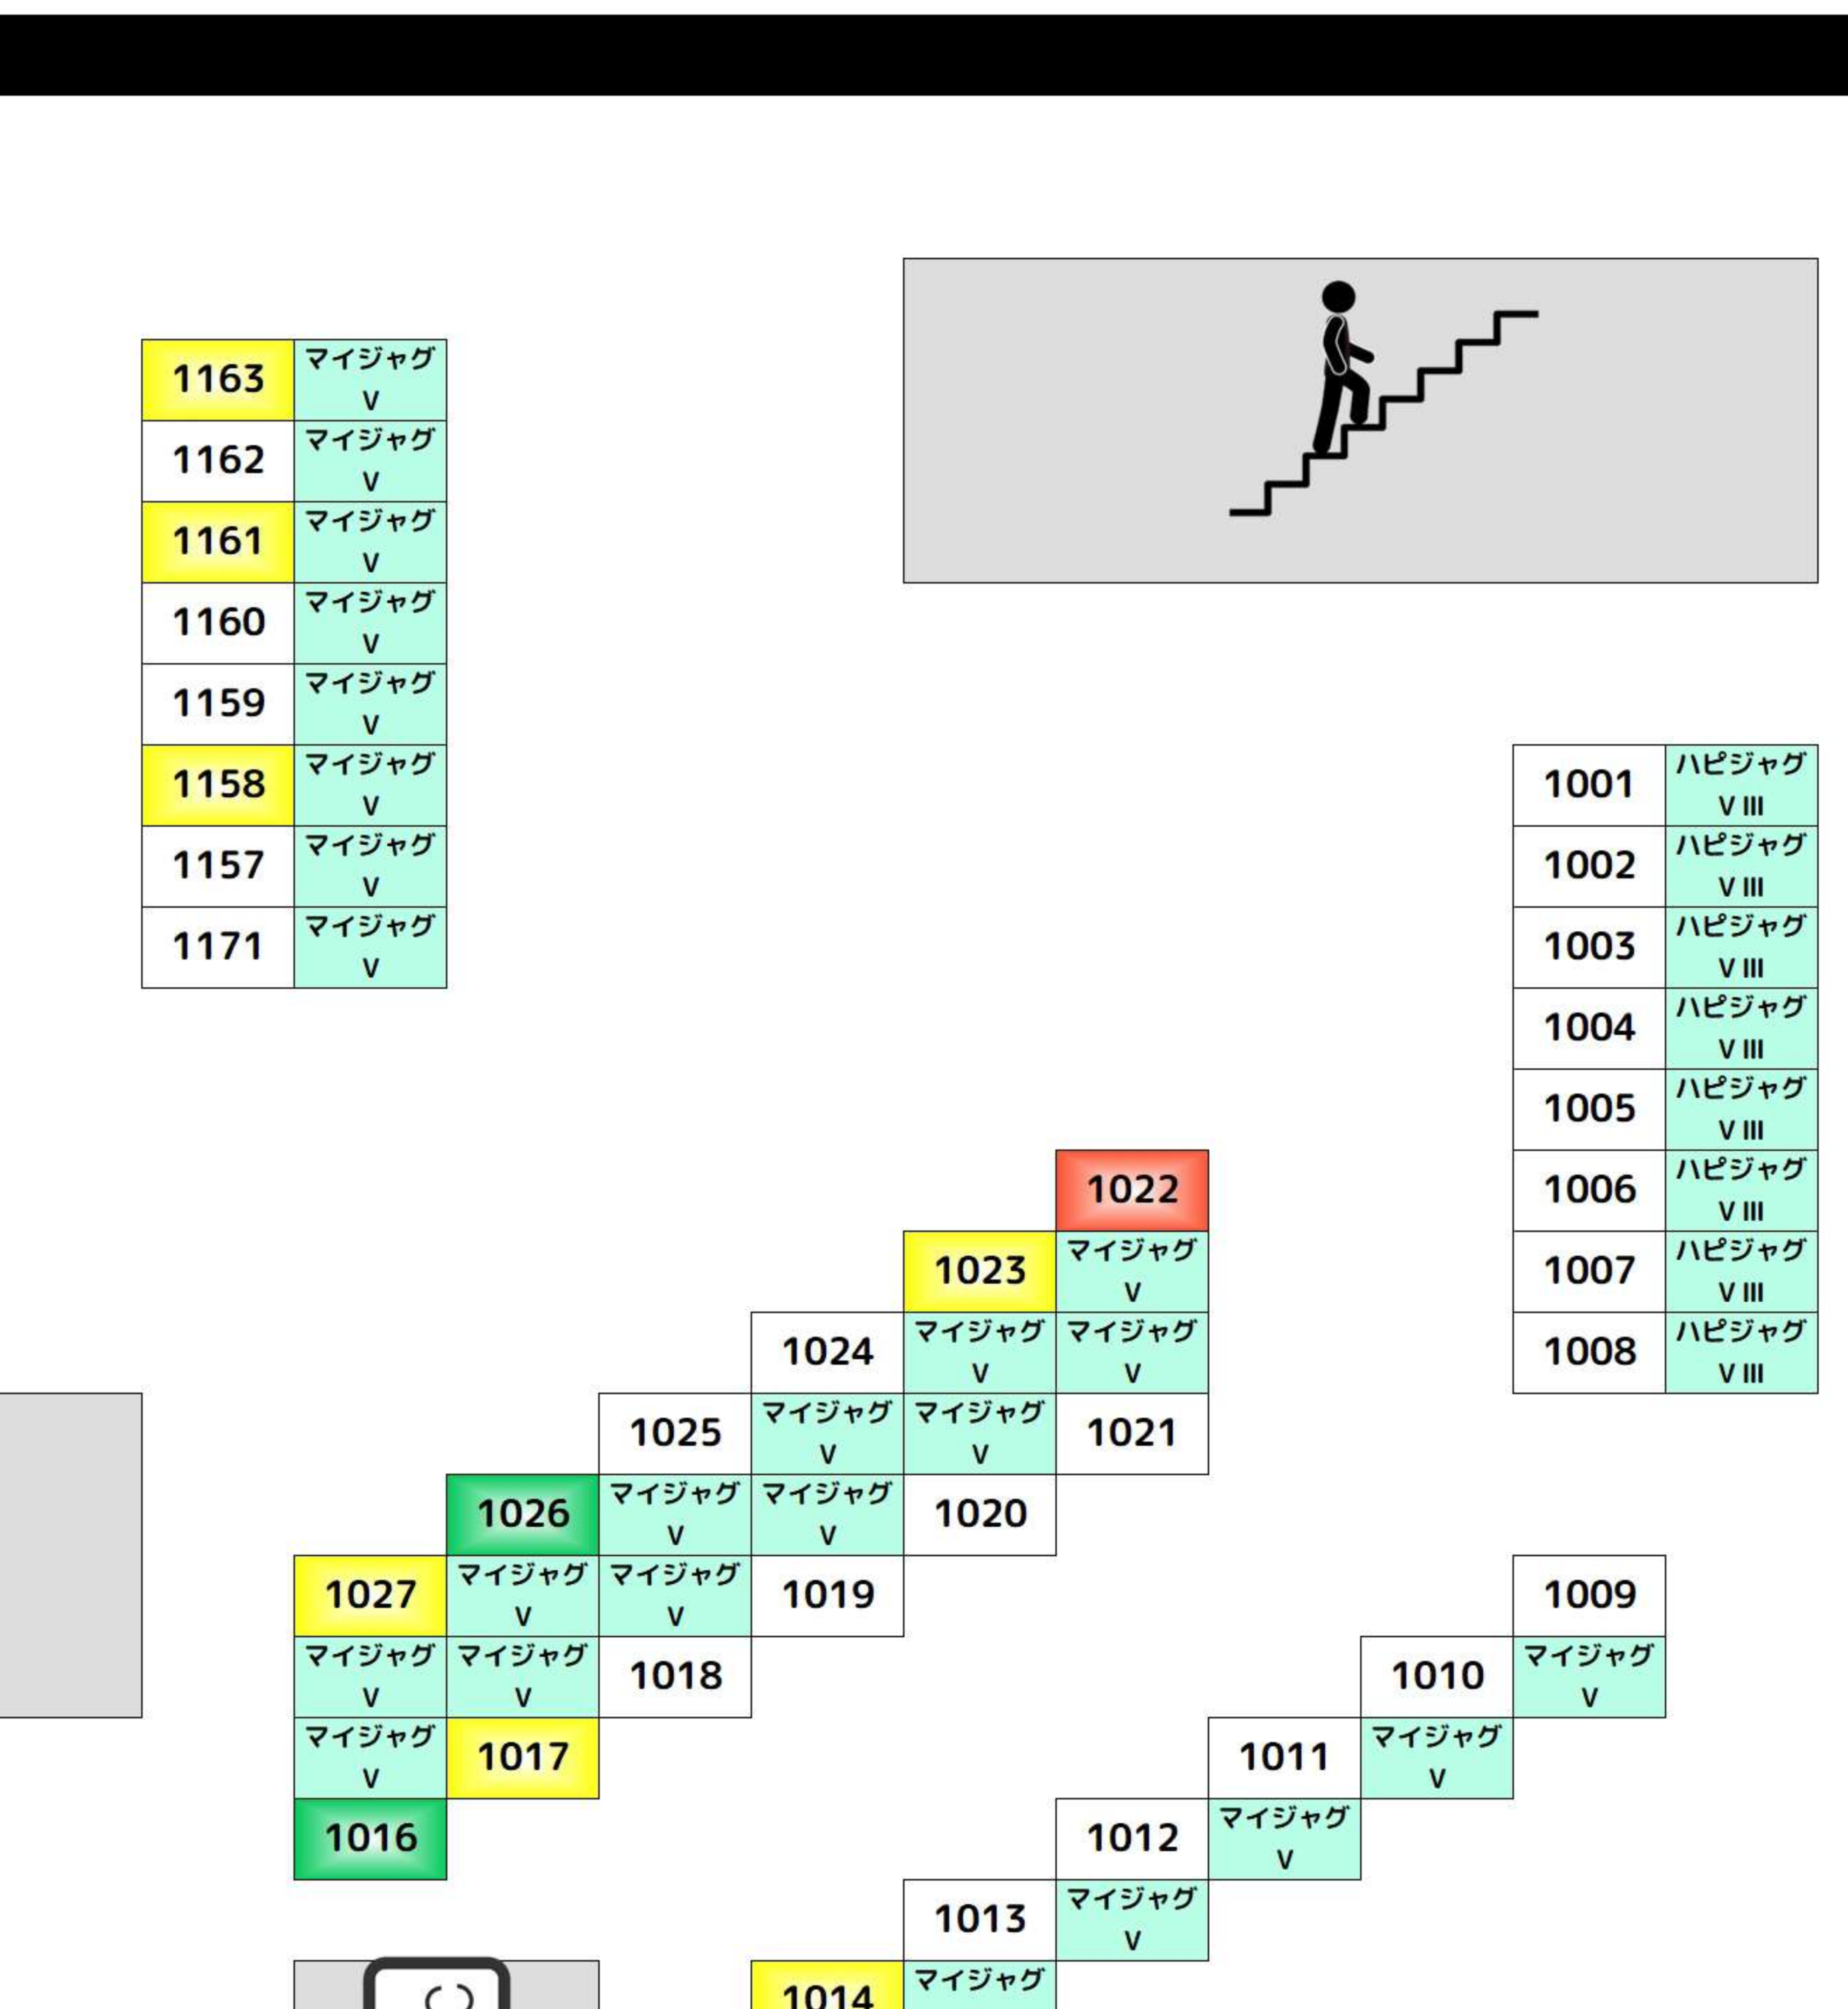 1163 マイジャグ
V
1162 マイジャグ
V
1161 マイジャグ
V
1160 マイジャグ
V
1159 マイジャグ
V
1158 マイジャグ
V
1157 マイジャグ
V
1171 マイジャグ
V
1001 ハピジャグ
V III
1002 ハピジャグ
V III
1003 ハピジャグ
V III
1004 ハピジャグ
V III
1005 ハピジャグ
V III
1006 ハピジャグ
V III
1007 ハピジャグ
V III
1008 ハピジャグ
V III
1022
1023 マイジャグ
V
1024 マイジャグ マイジャグ
V V
1025 マイジャグ マイジャグ 1021
V V
1026 マイジャグ マイジャグ 1020
V V
1027 マイジャグ マイジャグ 1019
V V
マイジャグ マイジャグ 1018
V V
マイジャグ 1017
V
1016
1009
1010 マイジャグ
V
1011 マイジャグ
V
1012 マイジャグ
V
1013 マイジャグ
V
1014 マイジャグ